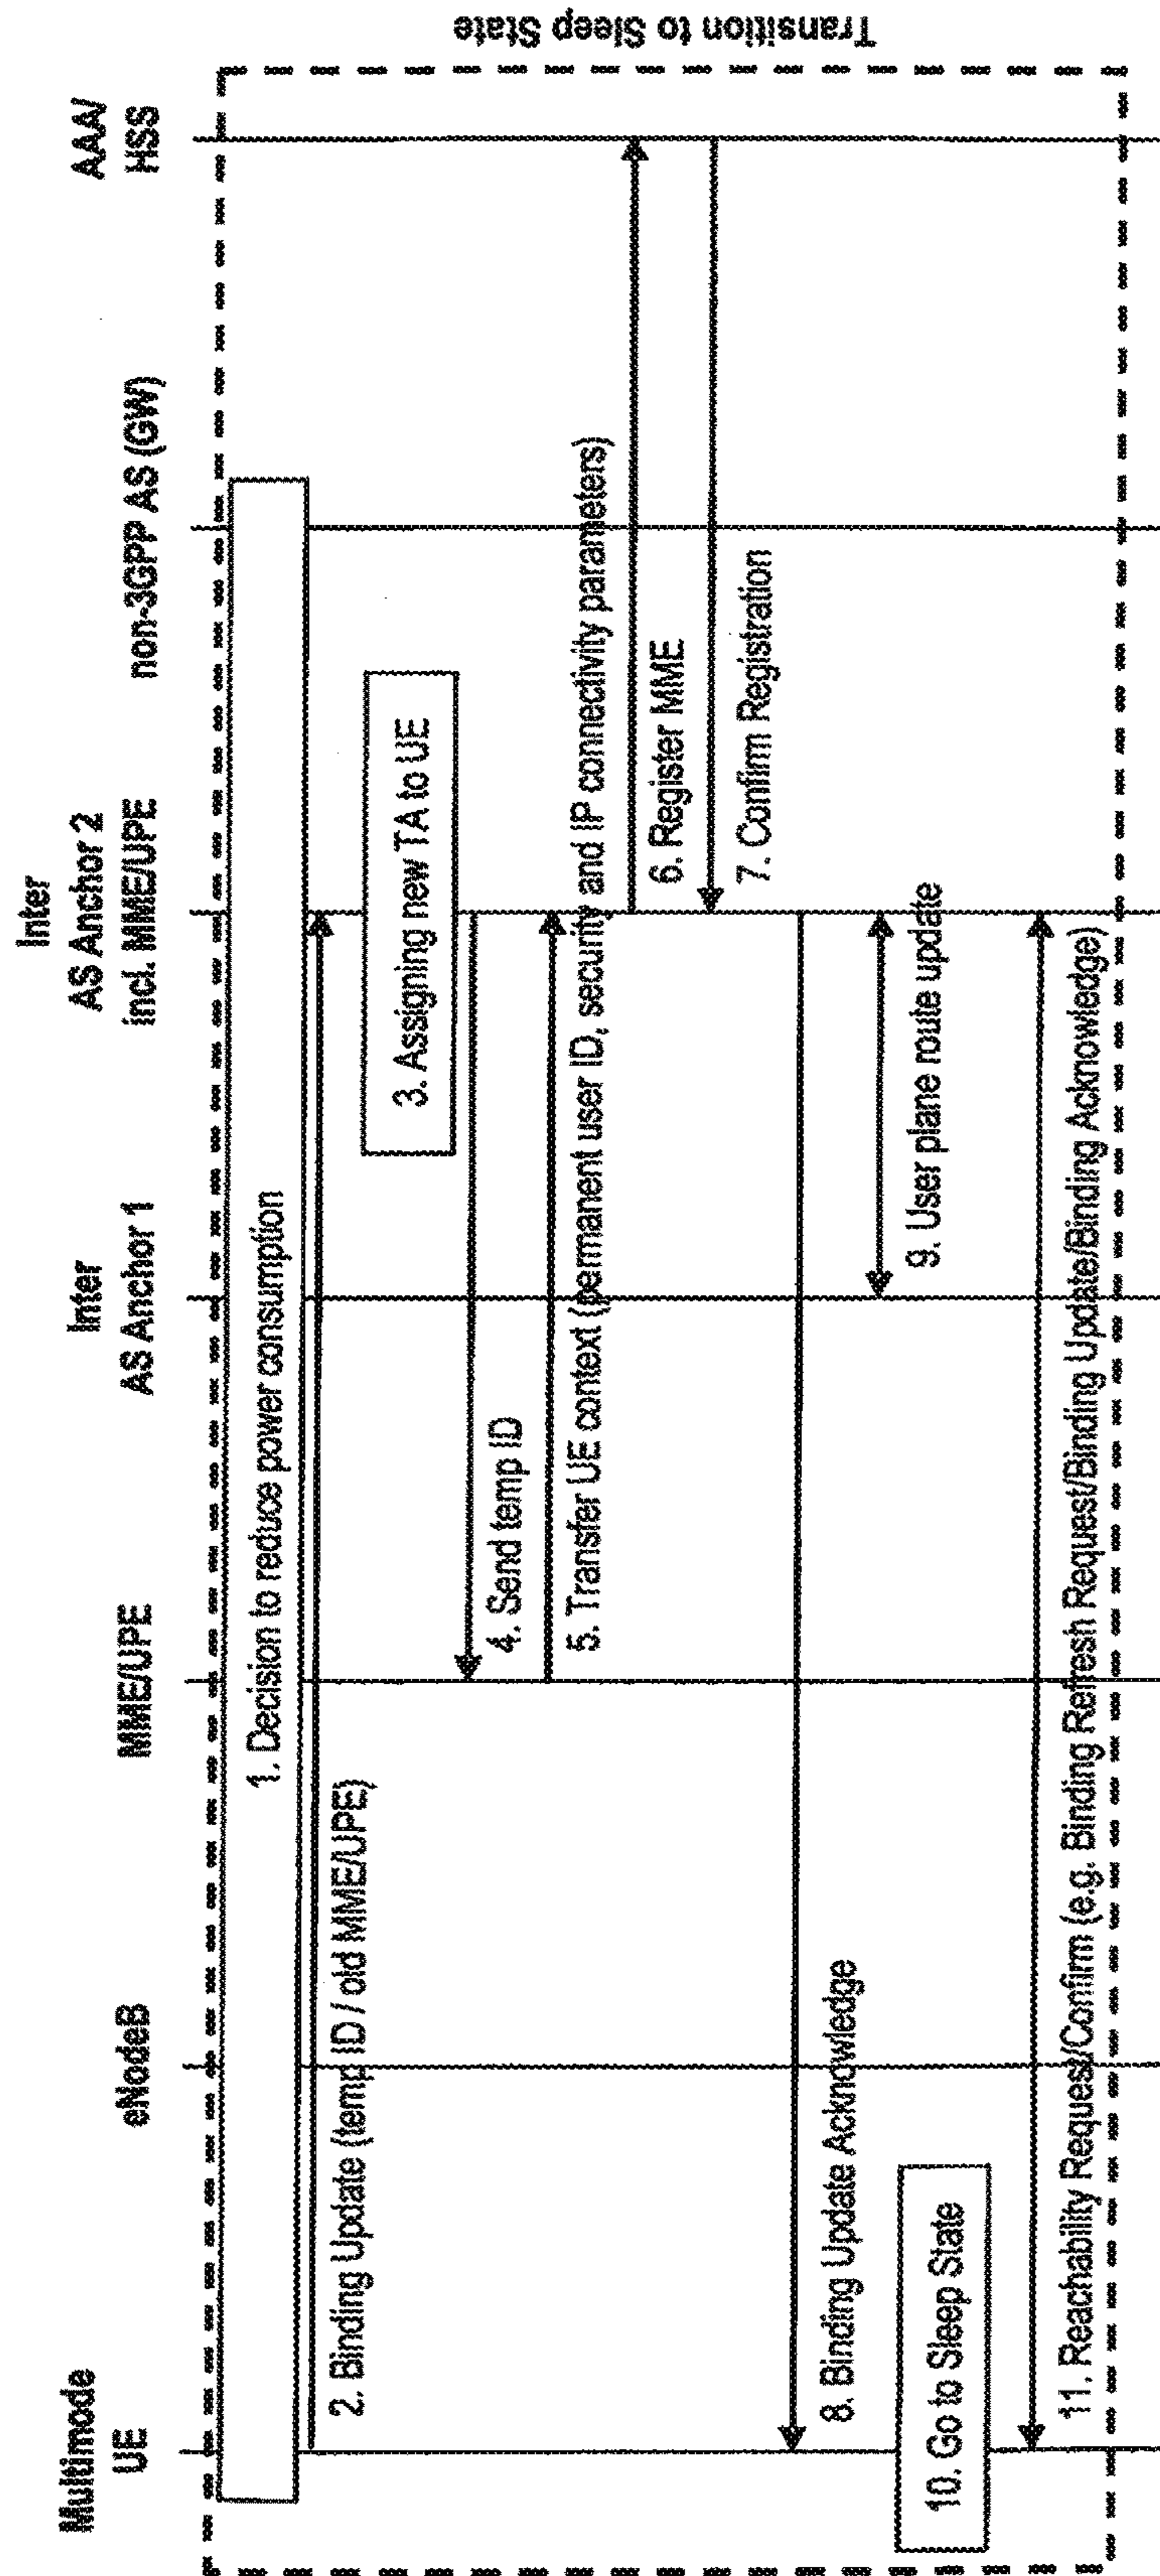 Multimode
UE
eNodeB
MME/UPE
Inter
AS Anchor 1
Inter
AS Anchor 2
incl. MME/UPE
non-3GPP AS (GW)
AAA/
HSS
1. Decision to reduce power consumption
2. Binding Update (temp ID / old MME/UPE)
3. Assigning new TA to UE
4. Send temp ID
5. Transfer UE context (permanent user ID, security and IP connectivity parameters)
6. Register MME
7. Confirm Registration
8. Binding Update Acknowledge
9. User plane route update
10. Go to Sleep State
11. Reachability Request/Confirm (e.g. Binding Refresh Request/Binding Update/Binding Acknowledge)
Transition to Sleep
State